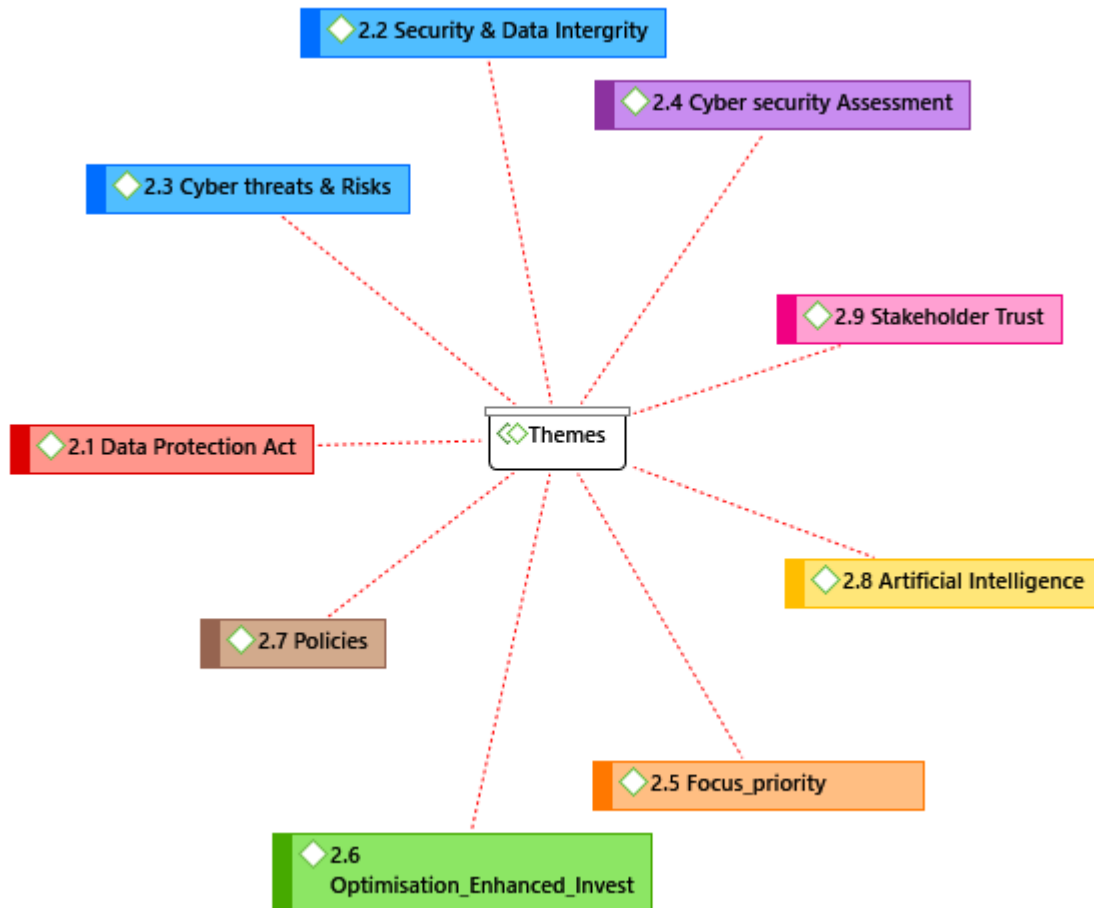 2.2 Security & Data Intergrity
2.4 Cyber security Assessment
2.3 Cyber threats & Risks
2.9 Stakeholder Trust
Themes
2.1 Data Protection Act
2.8 Artificial Intelligence
2.7 Policies
2.5 Focus_priority
2.6
Optimisation_Enhanced_Invest